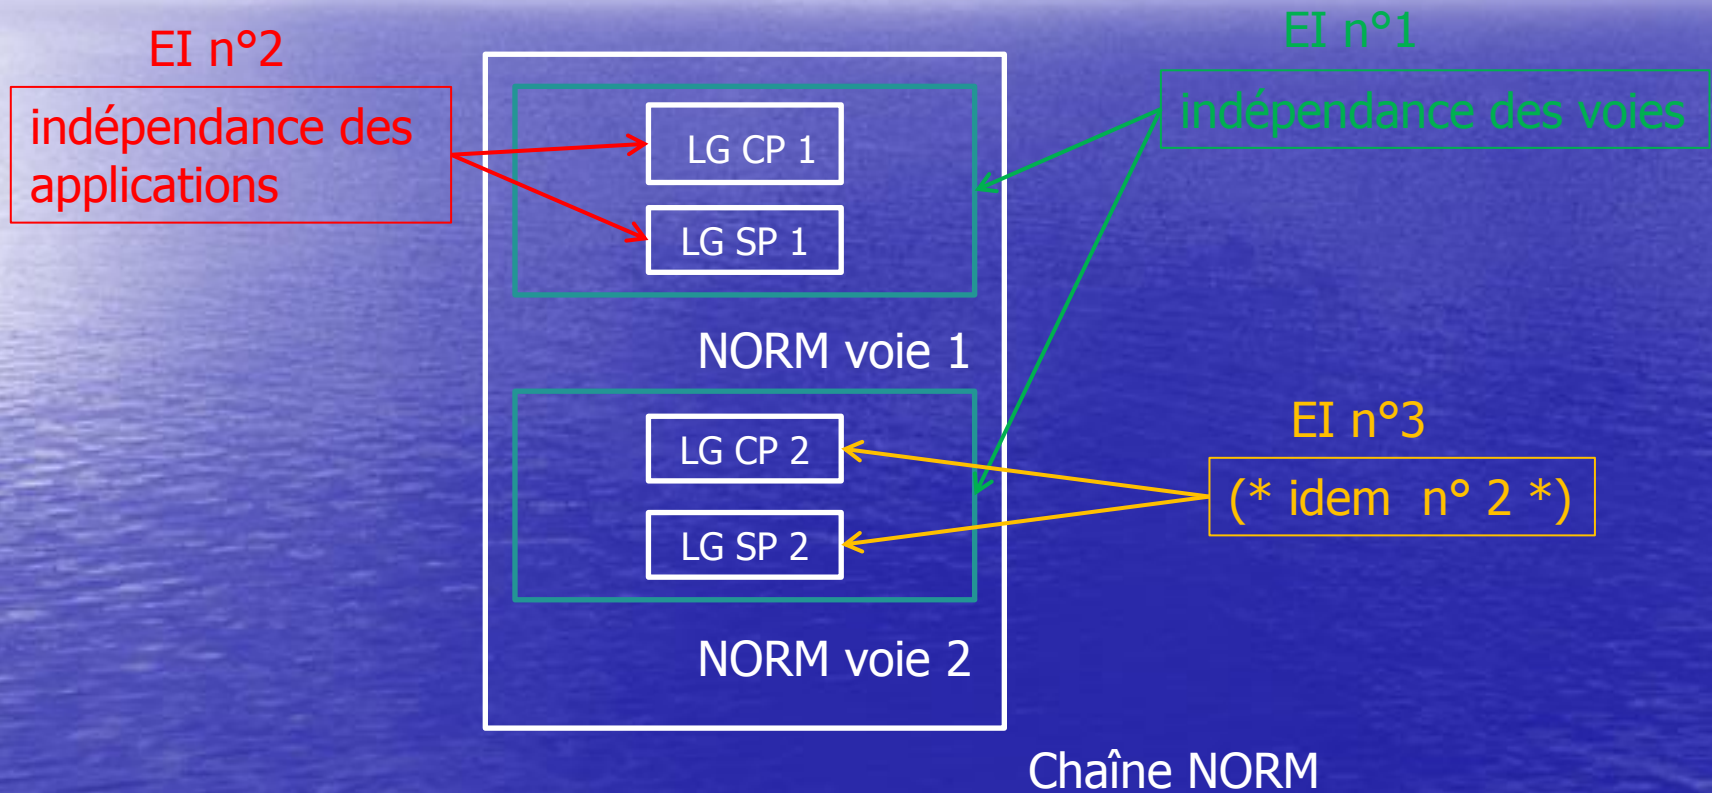 EI n°2
indépendance des
applications
EI n°1
indépendance des voies
LG CP 1
LG SP 1
NORM voie 1
LG CP 2
LG SP 2
NORM voie 2
EI n°3
(* idem  n° 2 *)
Chaîne NORM